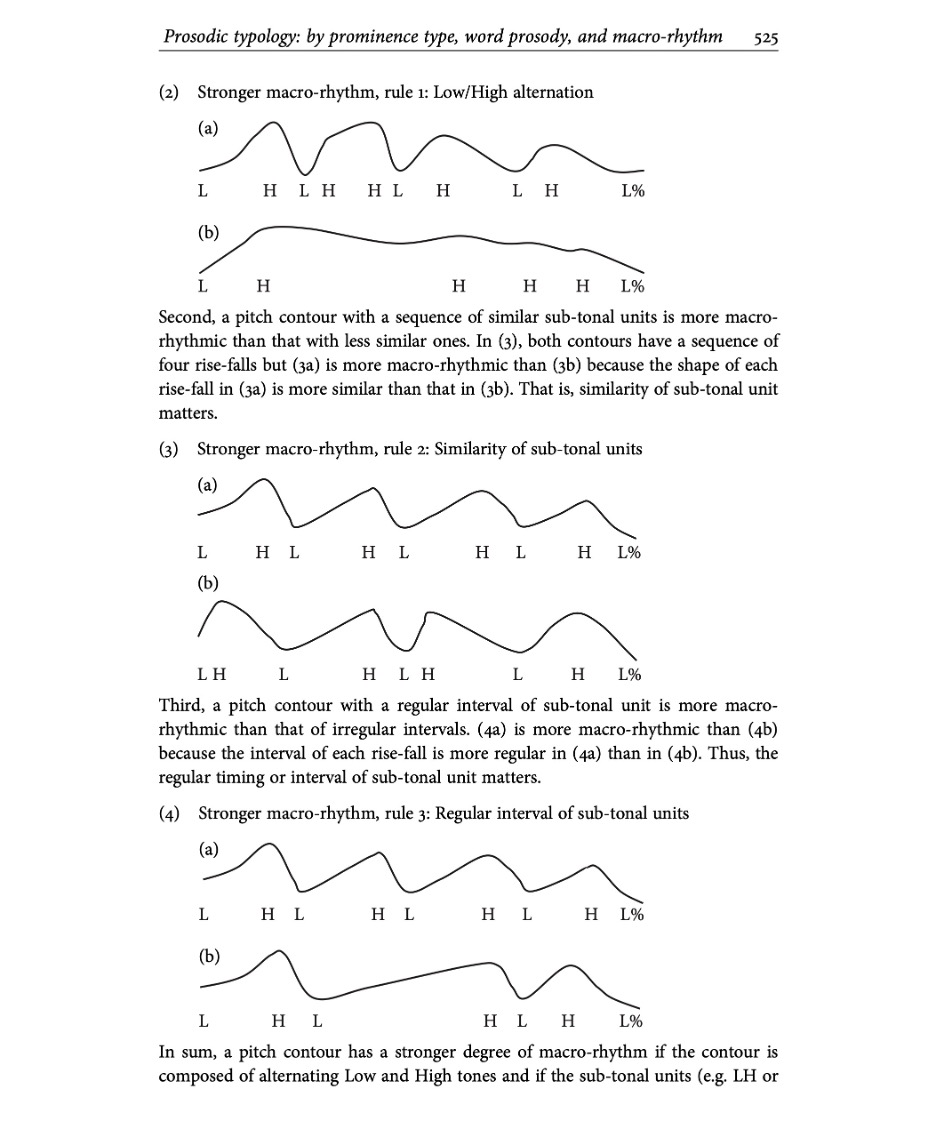 Prosodic typology: by prominence type, word prosody, and macro-rhythm 525
(2) Stronger macro-rhythm, rule 1: Low/High alternation
(a)
L H L H H L H L H L%
(b)
L H H H H L%
Second, a pitch contour with a sequence of similar sub-tonal units is more macro-
rhythmic than that with less similar ones. In (3), both contours have a sequence of
four rise-falls but (3a) is more macro-rhythmic than (3b) because the shape of each
rise-fall in (3a) is more similar than that in (3b). That is, similarity of sub-tonal unit
matters.
(3) Stronger macro-rhythm, rule 2: Similarity of sub-tonal units
(a)
L H L H L H L H L%
(b)
L H L H L H L H L%
Third, a pitch contour with a regular interval of sub-tonal unit is more macro-
rhythmic than that of irregular intervals. (4a) is more macro-rhythmic than (4b)
because the interval of each rise-fall is more regular in (4a) than in (4b). Thus, the
regular timing or interval of sub-tonal unit matters.
(4) Stronger macro-rhythm, rule 3: Regular interval of sub-tonal units
(a)
L H L H L H L H L%
(b)
L H L H L H L%
In sum, a pitch contour has a stronger degree of macro-rhythm if the contour is
composed of alternating Low and High tones and if the sub-tonal units (e.g. LH or